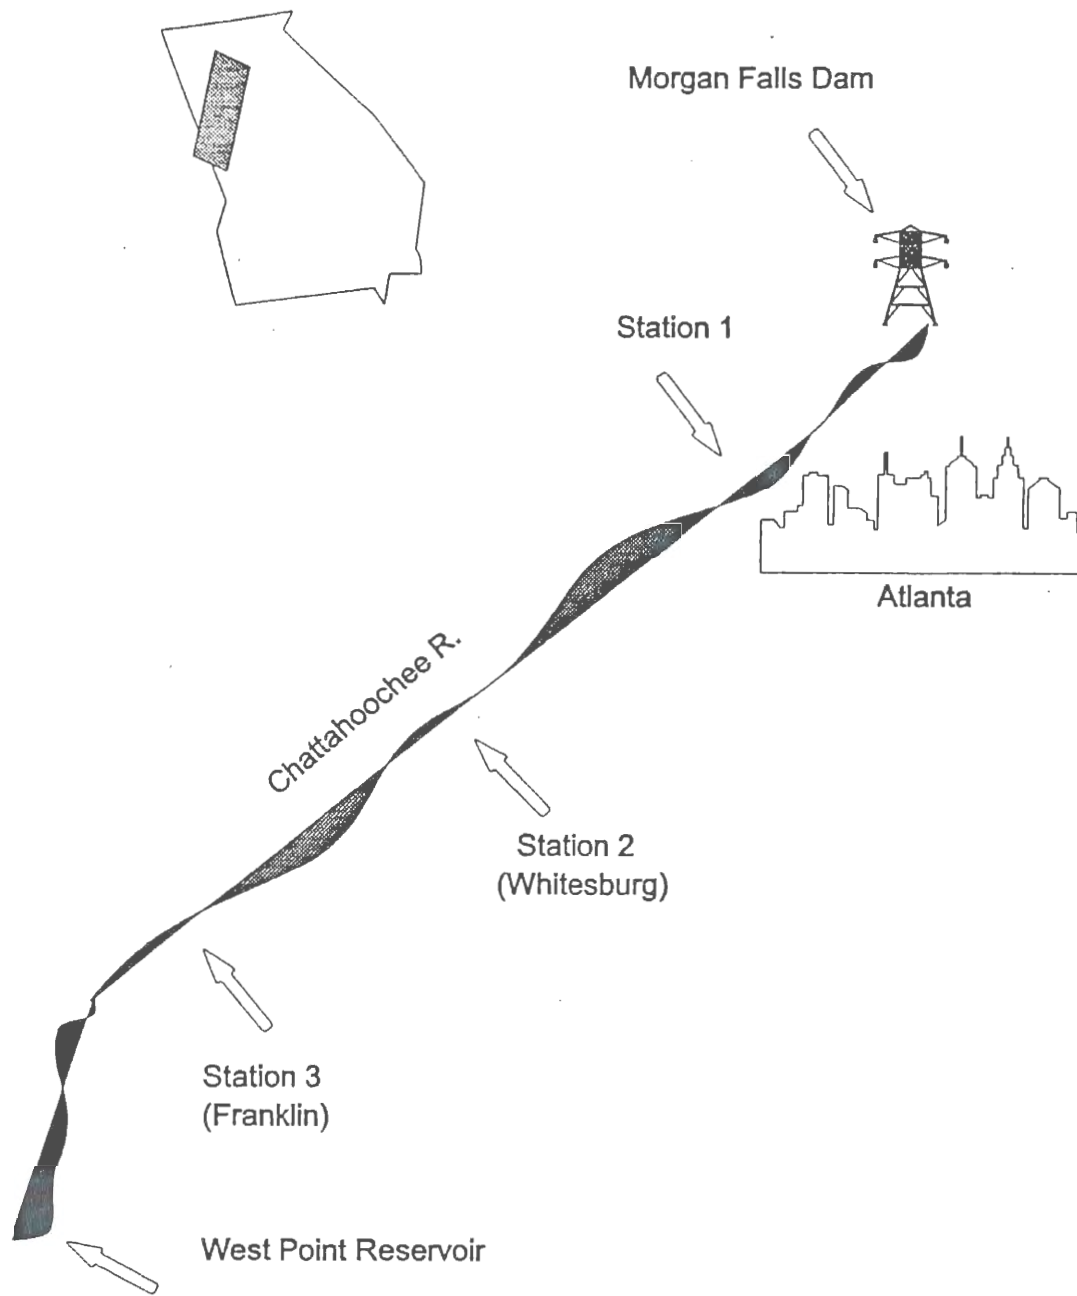 Morgan Falls Dam
Station 1
Atlanta
Chattahoochee R.
Station 2
(Whitesburg)
Station 3
(Franklin)
West Point Reservoir